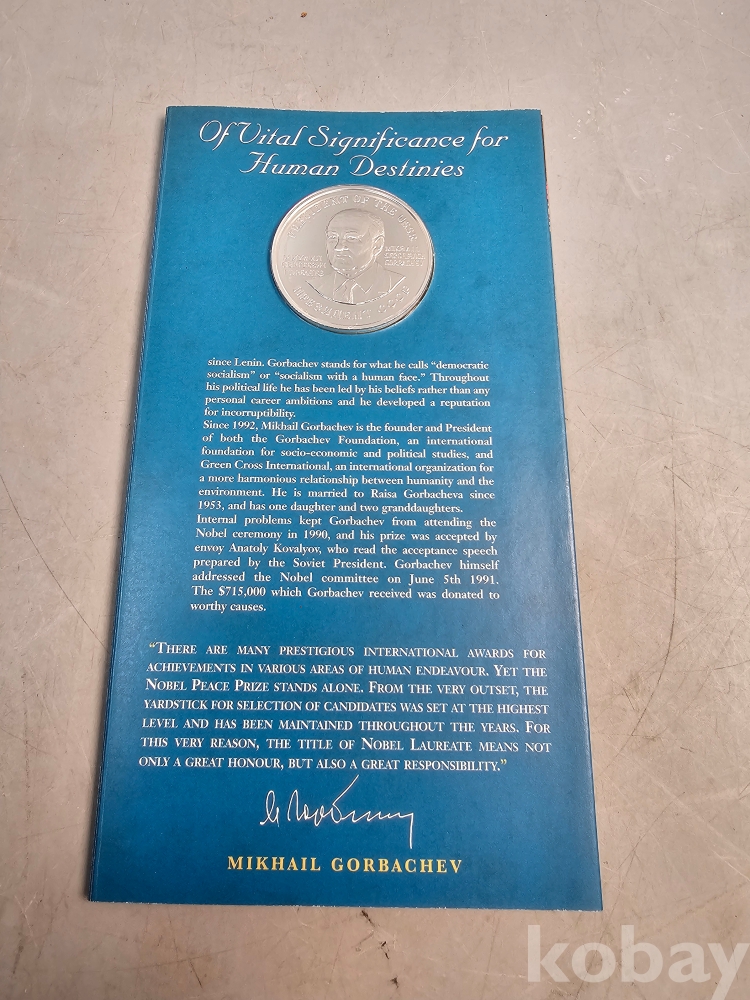 Of Vital Significance for
Human Destinies
PRESIDENT OF THE YEAR
MIKHAIL
GORBACHEV
since Lenin. Gorbachev stands for what he calls “democratic
socialism” or “socialism with a human face.” Throughout
his political life he has been led by his beliefs rather than any
personal career ambitions and he developed a reputation
for incorruptibility.
Since 1992, Mikhail Gorbachev is the founder and President
of both the Gorbachev Foundation, an international
foundation for socio-economic and political studies, and
Green Cross International, an international organization for
a more harmonious relationship between humanity and the
environment. He is married to Raisa Gorbacheva since
1953, and has one daughter and two granddaughters.
Internal problems kept Gorbachev from attending the
Nobel ceremony in 1990, and his prize was accepted by
envoy Anatoly Kovalyov, who read the acceptance speech
prepared by the Soviet President. Gorbachev himself
addressed the Nobel committee on June 5th 1991.
The $715,000 which Gorbachev received was donated to
worthy causes.
“THERE ARE MANY PRESTIGIOUS INTERNATIONAL AWARDS FOR
ACHIEVEMENTS IN VARIOUS AREAS OF HUMAN ENDEAVOUR. YET THE
NOBEL PEACE PRIZE STANDS ALONE. FROM THE VERY OUTSET, THE
YARDSTICK FOR SELECTION OF CANDIDATES WAS SET AT THE HIGHEST
LEVEL AND HAS BEEN MAINTAINED THROUGHOUT THE YEARS. FOR
THIS VERY REASON, THE TITLE OF NOBEL LAUREATE MEANS NOT
ONLY A GREAT HONOUR, BUT ALSO A GREAT RESPONSIBILITY.”
MIKHAIL GORBACHEV
kobay